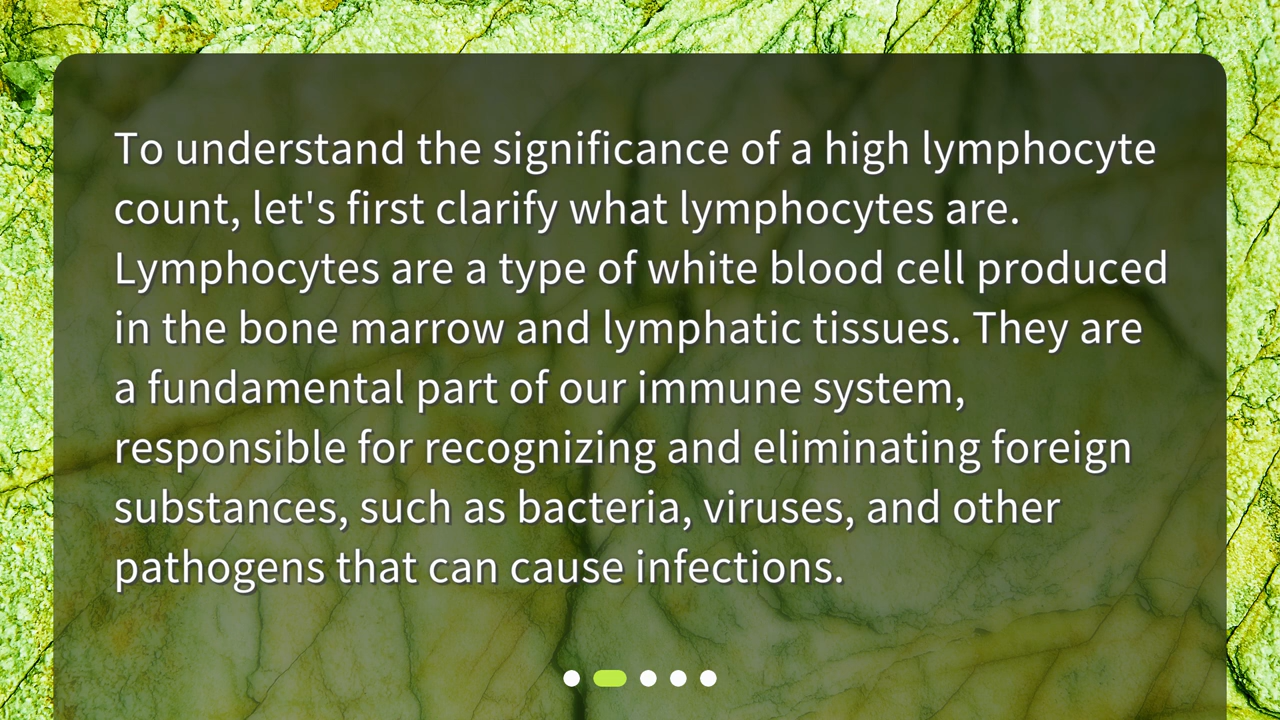 To understand the significance of a high lymphocyte
count, let's first clarify what lymphocytes are.
Lymphocytes are a type of white blood cell produced
in the bone marrow and lymphatic tissues. They are
a fundamental part of our immune system,
responsible for recognizing and eliminating foreign
substances, such as bacteria, viruses, and other
pathogens that can cause infections.